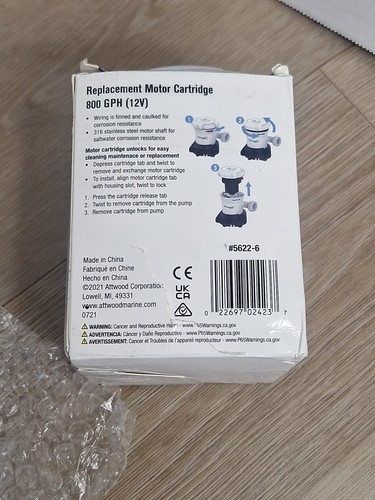 Replacement Motor Cartridge
800 GPH (12V)
• Wiring is tinned and caulked for
corrosion resistance
• 316 stainless steel motor shaft for
saltwater corrosion resistance
Motor cartridge unlocks for easy
cleaning maintenace or replacement
• Depress cartridge tab and twist to
remove and exchange motor cartridge
• To install, align motor cartridge tab
with housing slot, twist to lock
1. Press the cartridge release tab
2. Twist to remove cartridge from the pump
3. Remove cartridge from pump
1
2
3
#5622-6
Made in China
Fabriqué en Chine
Hecho en China
©2021 Attwood Corporation
Lowell, MI, 49331
www.attwoodmarine.com
0721
CE
UK
CA
0 22697 02423 7
WARNING: Cancer and Reproductive Harm - www.P65Warnings.ca.gov
ADVERTENCIA: Cáncer y Daño Reproductivo - www.P65Warnings.ca.gov
AVERTISSEMENT: Cancer et Troubles de l'appareil reproducteur - www.P65Warnings.ca.gov